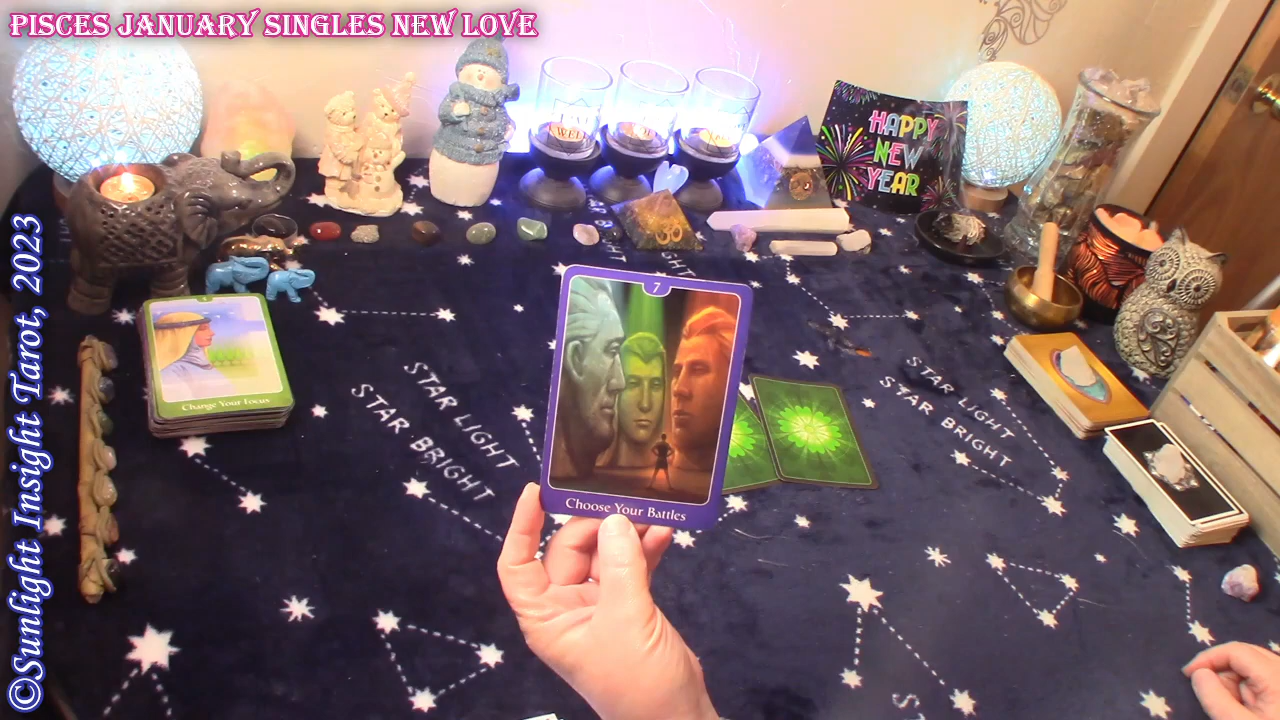 PISCES JANUARY SINGLES NEW LOVE
©Sunlight Insight Tarot, 2023
HAPPY
NEW
YEAR
5
Change Your Focus
7
Choose Your Battles
STAR LIGHT
STAR BRIGHT
STAR LIGHT
STAR BRIGHT